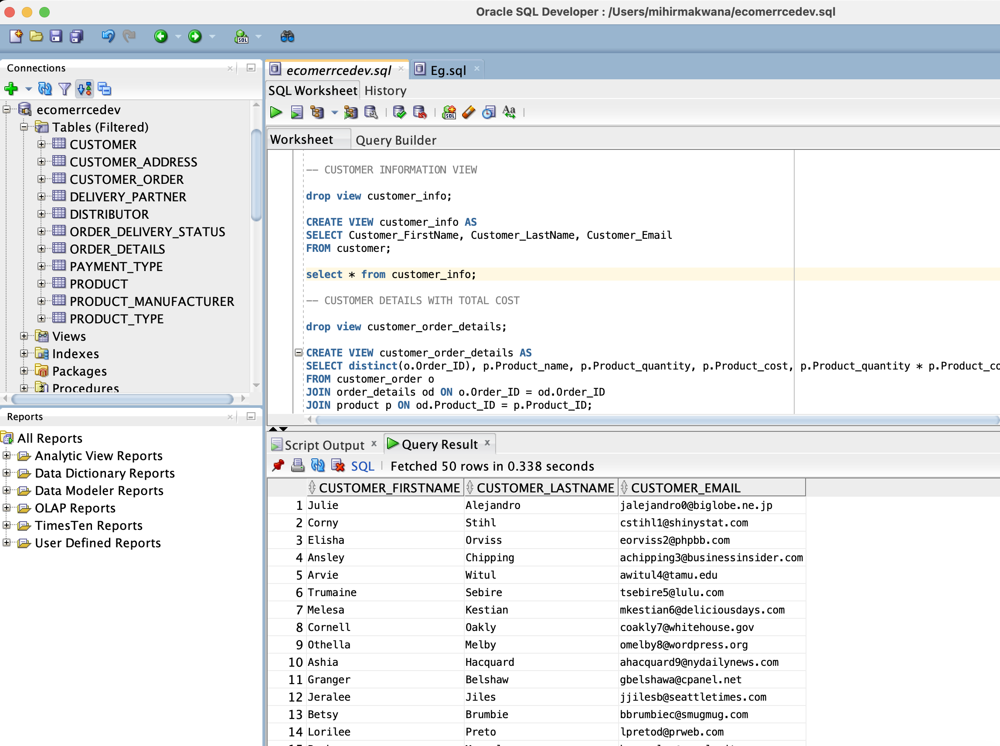 Oracle SQL Developer : /Users/mihirmakwana/ecomerrcedev.sql
Connections
ecomerrcedev
Tables (Filtered)
CUSTOMER
CUSTOMER_ADDRESS
CUSTOMER_ORDER
DELIVERY_PARTNER
DISTRIBUTOR
ORDER_DELIVERY_STATUS
ORDER_DETAILS
PAYMENT_TYPE
PRODUCT
PRODUCT_MANUFACTURER
PRODUCT_TYPE
Views
Indexes
Packages
Procedures
Reports
All Reports
Analytic View Reports
Data Dictionary Reports
Data Modeler Reports
OLAP Reports
TimesTen Reports
User Defined Reports
ecomerrcedev.sql Eg.sql
SQL Worksheet History
Worksheet Query Builder
-- CUSTOMER INFORMATION VIEW
drop view customer_info;
CREATE VIEW customer_info AS
SELECT Customer_FirstName, Customer_LastName, Customer_Email
FROM customer;
select * from customer_info;
-- CUSTOMER DETAILS WITH TOTAL COST
drop view customer_order_details;
CREATE VIEW customer_order_details AS
SELECT distinct(o.Order_ID), p.Product_name, p.Product_quantity, p.Product_cost, p.Product_quantity * p.Product_co
FROM customer_order o
JOIN order_details od ON o.Order_ID = od.Order_ID
JOIN product p ON od.Product_ID = p.Product_ID;
Script Output Query Result
SQL Fetched 50 rows in 0.338 seconds
CUSTOMER_FIRSTNAME CUSTOMER_LASTNAME CUSTOMER_EMAIL
1 Julie Alejandro jalejandro0@biglobe.ne.jp
2 Corny Stihl cstihl1@shinystat.com
3 Elisha Orviss eorviss2@phpbb.com
4 Ansley Chipping achipping3@businessinsider.com
5 Arvie Witul awitul4@tamu.edu
6 Trumaine Sebire tsebire5@lulu.com
7 Melesa Kestian mkestian6@deliciousdays.com
8 Cornell Oakly coakly7@whitehouse.gov
9 Othella Melby omelby8@wordpress.org
10 Ashia Hacquard ahacquard9@nydailynews.com
11 Granger Belshaw gbelshawa@cpanel.net
12 Jeralee Jiles jjilesb@seattletimes.com
13 Betsy Brumbie bbrumbiec@smugmug.com
14 Lorilee Preto lpretod@prweb.com